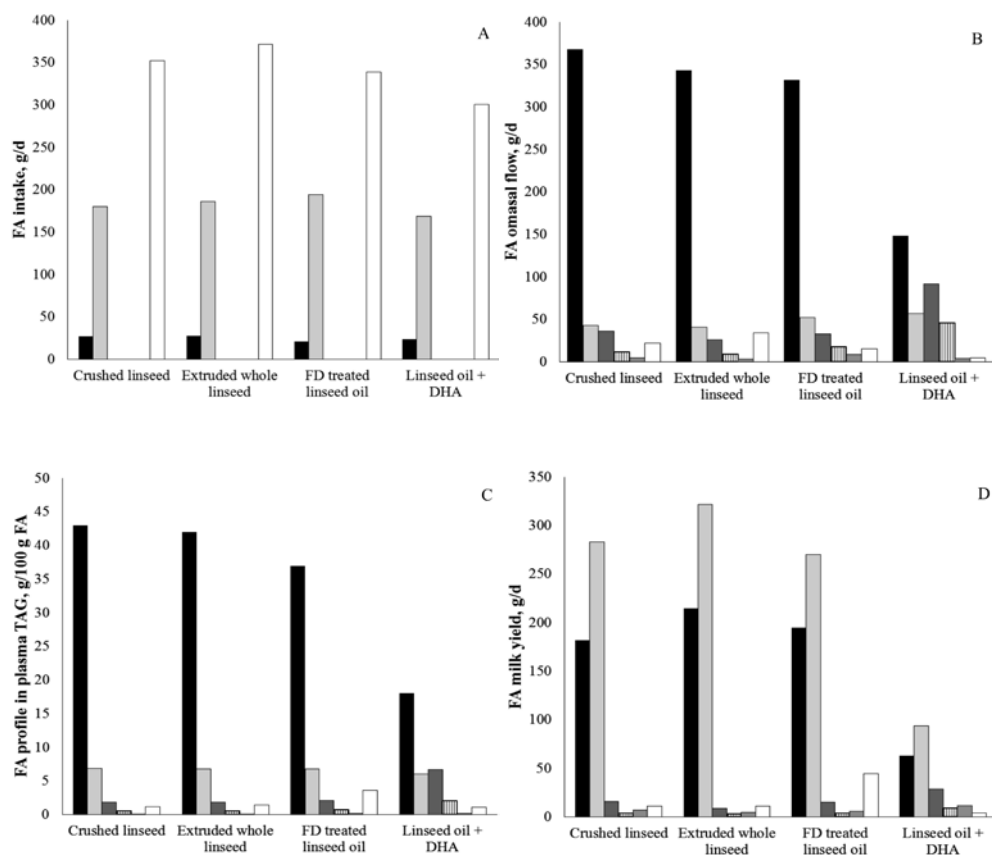 A
FA intake, g/d
400
350
300
250
200
150
100
50
0
Crushed linseed
Extruded whole
linseed
FD treated
linseed oil
Linseed oil +
DHA
B
FA omasal flow, g/d
400
350
300
250
200
150
100
50
0
Crushed linseed
Extruded whole
linseed
FD treated
linseed oil
Linseed oil +
DHA
C
FA profile in plasma TAG, g/100 g FA
50
45
40
35
30
25
20
15
10
5
0
Crushed linseed
Extruded whole
linseed
FD treated
linseed oil
Linseed oil +
DHA
D
FA milk yield, g/d
350
300
250
200
150
100
50
0
Crushed linseed
Extruded whole
linseed
FD treated
linseed oil
Linseed oil +
DHA